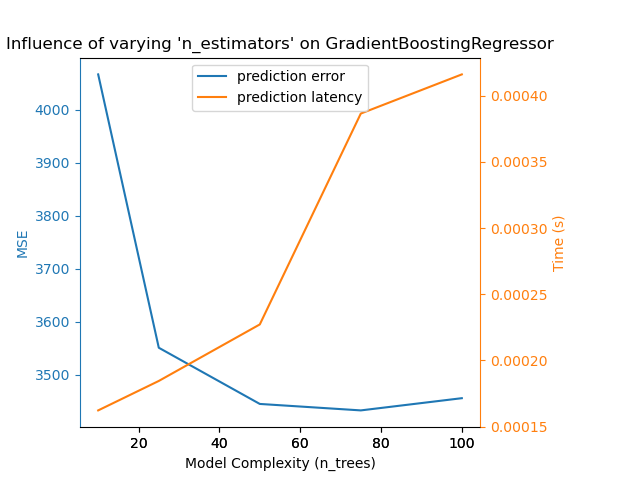 Influence of varying 'n_estimators' on GradientBoostingRegressor
prediction error
prediction latency
4000
3900
3800
3700
3600
3500
MSE
0.00040
0.00035
0.00030
0.00025
0.00020
0.00015
Time (s)
20
40
60
80
100
Model Complexity (n_trees)